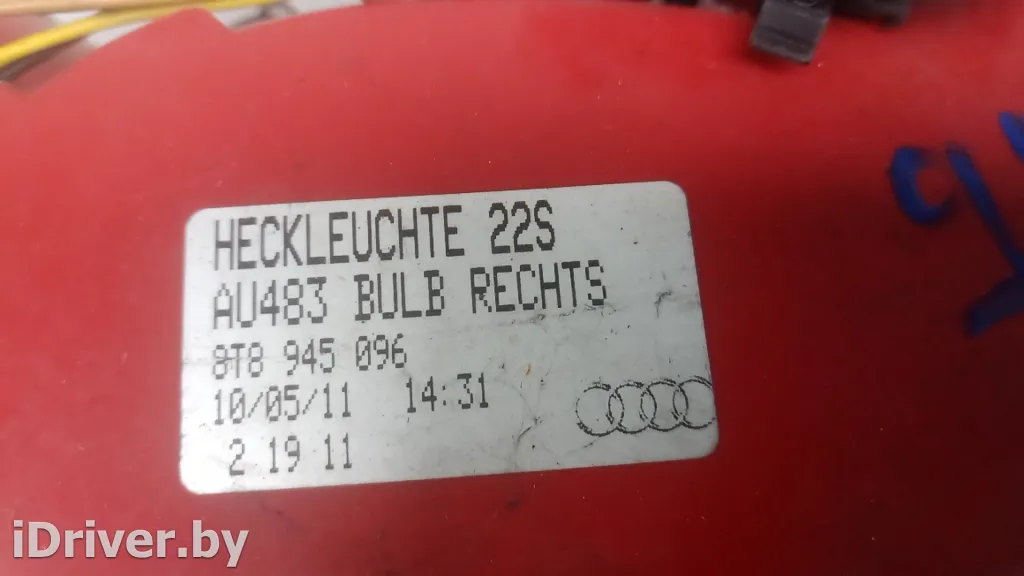 HECKLEUCHTE 22S
AU483 BULB RECHTS
8T8 945 096
10/05/11 14:31
2 19 11
iDriver.by